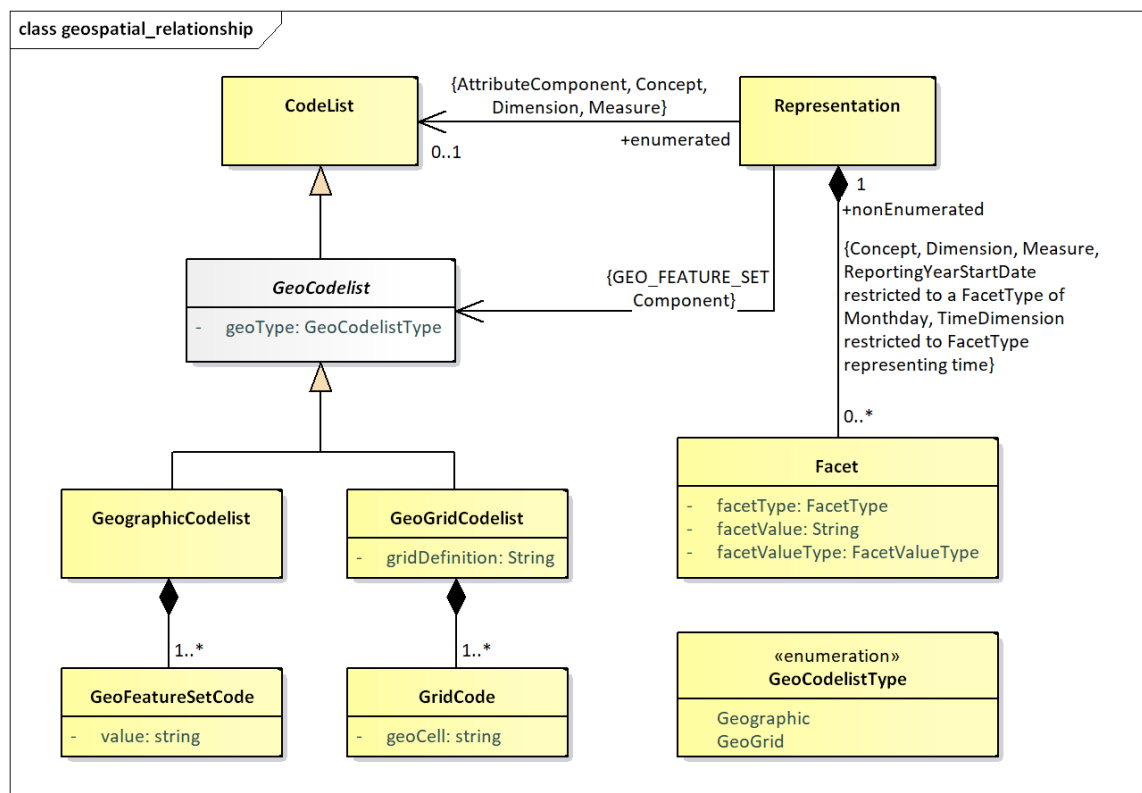 class geospatial_relationship
CodeList
{AttributeComponent, Concept,
Dimension, Measure}
0..1
+enumerated
Representation
1
+nonEnumerated
{Concept, Dimension, Measure,
ReportingYearStartDate
restricted to a FacetType of
Monthday, TimeDimension
restricted to FacetType
representing time}
0..*
GeoCodelist
- geoType: GeoCodelistType
{GEO_FEATURE_SET
Component}
GeographicCodelist
GeoGridCodelist
- gridDefinition: String
Facet
- facetType: FacetType
- facetValue: String
- facetValueType: FacetValueType
1..*
1..*
GeoFeatureSetCode
- value: string
GridCode
- geoCell: string
«enumeration»
GeoCodelistType
Geographic
GeoGrid